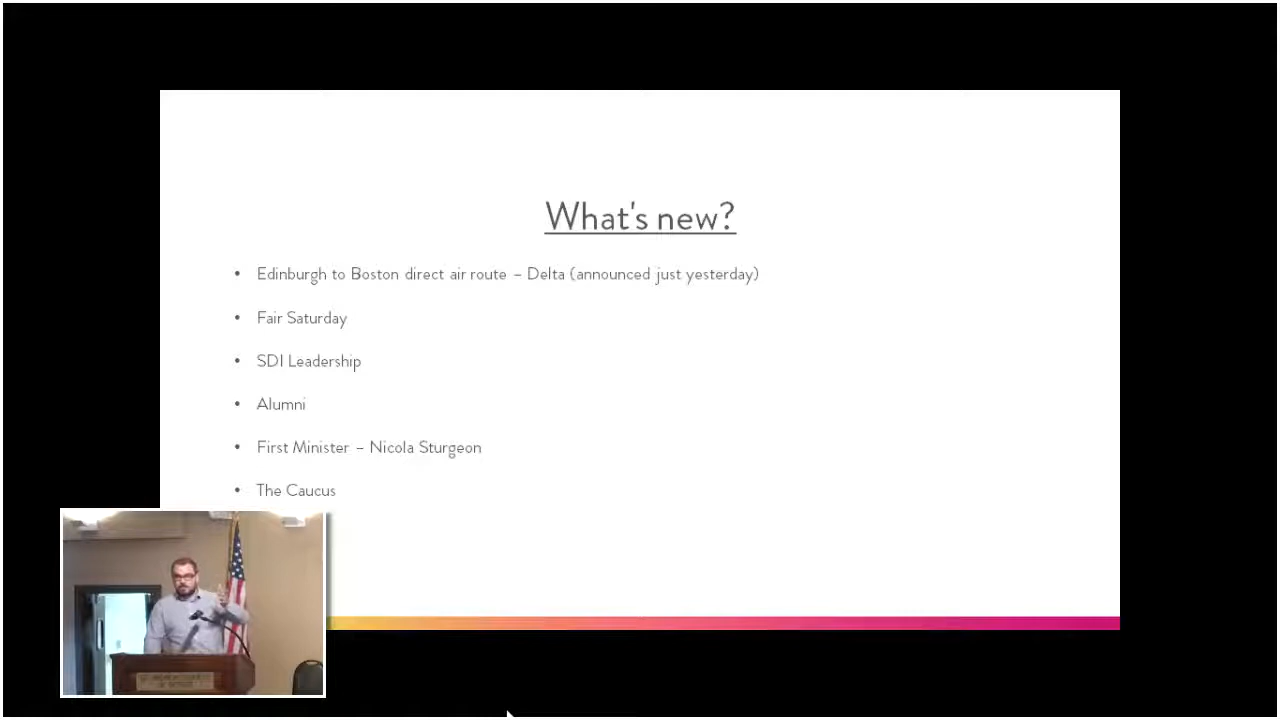 What's new?
• Edinburgh to Boston direct air route – Delta (announced just yesterday)
• Fair Saturday
• SDI Leadership
• Alumni
• First Minister – Nicola Sturgeon
• The Caucus